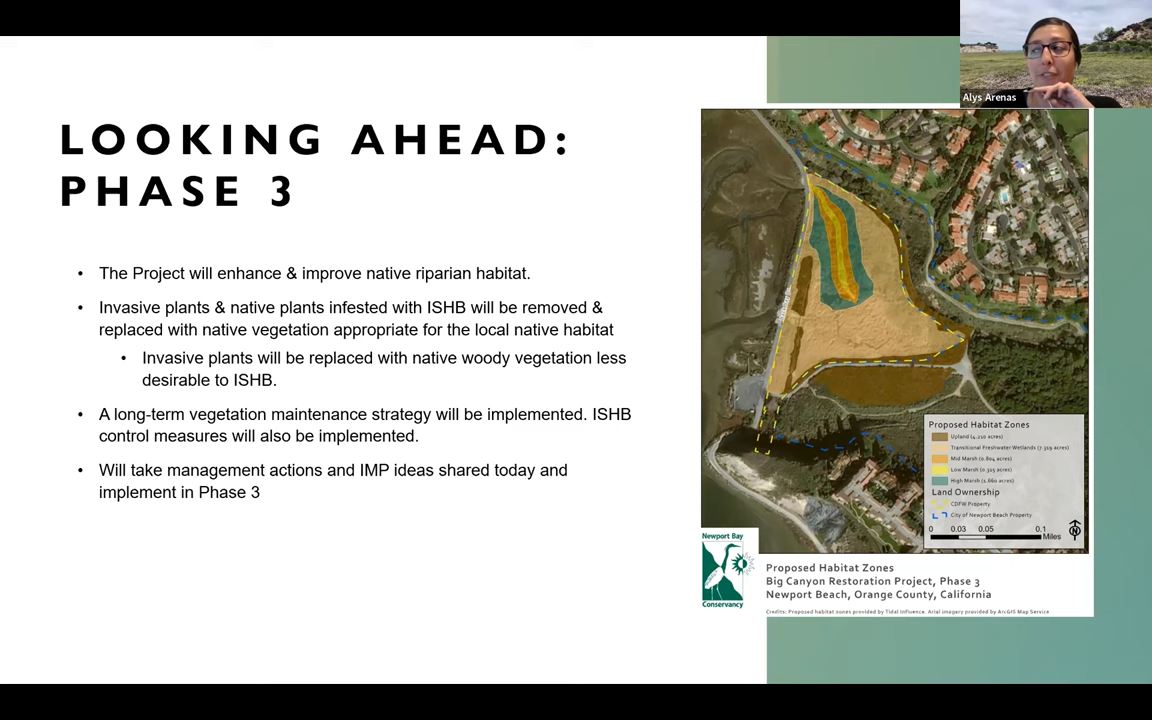 Alys Arenas
LOOKING AHEAD:
PHASE 3
• The Project will enhance & improve native riparian habitat.
• Invasive plants & native plants infested with ISHB will be removed &
replaced with native vegetation appropriate for the local native habitat
• Invasive plants will be replaced with native woody vegetation less
desirable to ISHB.
• A long-term vegetation maintenance strategy will be implemented. ISHB
control measures will also be implemented.
• Will take management actions and IMP ideas shared today and
implement in Phase 3
Proposed Habitat Zones
Upland (4.210 acres)
Transitional Freshwater Wetlands (7.359 acres)
Mid Marsh (0.804 acres)
Low Marsh (0.325 acres)
High Marsh (1.660 acres)
Land Ownership
CDFW Property
City of Newport Beach Property
0 0.03 0.05 0.1
Miles
N
Newport Bay
Conservancy
Proposed Habitat Zones
Big Canyon Restoration Project, Phase 3
Newport Beach, Orange County, California
Credits: Proposed habitat zones provided by Tidal Influence. Arial imagery provided by ArcGIS Map Service